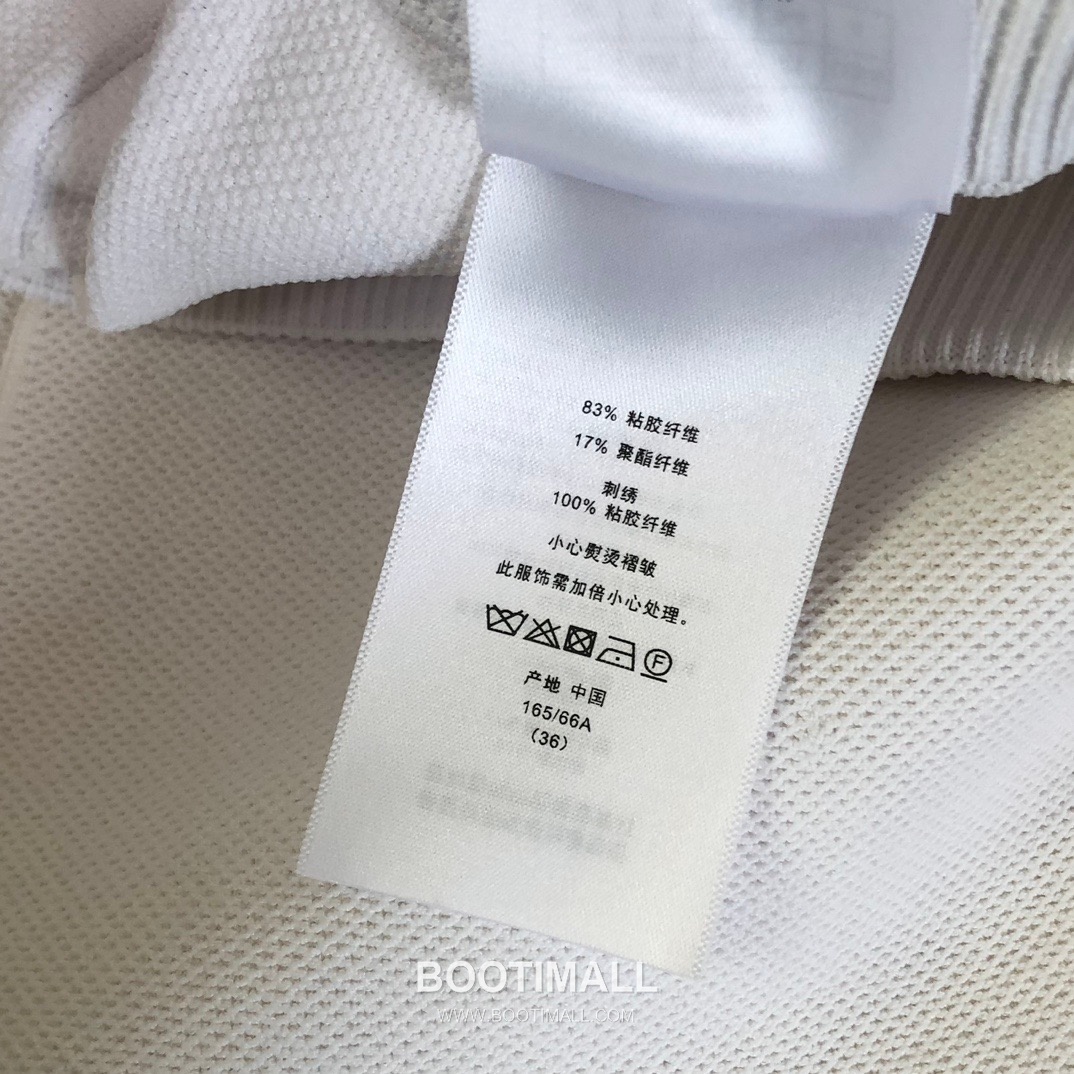 83% 粘胶纤维
17% 聚酯纤维
刺绣
100% 粘胶纤维
小心熨烫褶皱
此服饰需加倍小心处理。
F
产地 中国
165/66A
(36)
BOOTIMALL
WWW.BOOTIMALL.COM